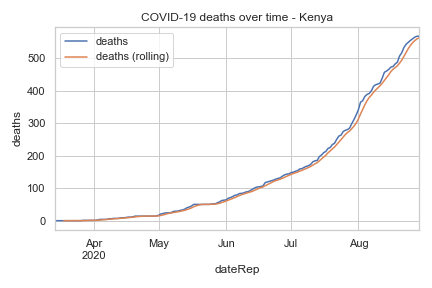 COVID-19 deaths over time - Kenya
deaths
deaths (rolling)
deaths
500
400
300
200
100
0
Apr
2020
May
Jun
Jul
Aug
dateRep